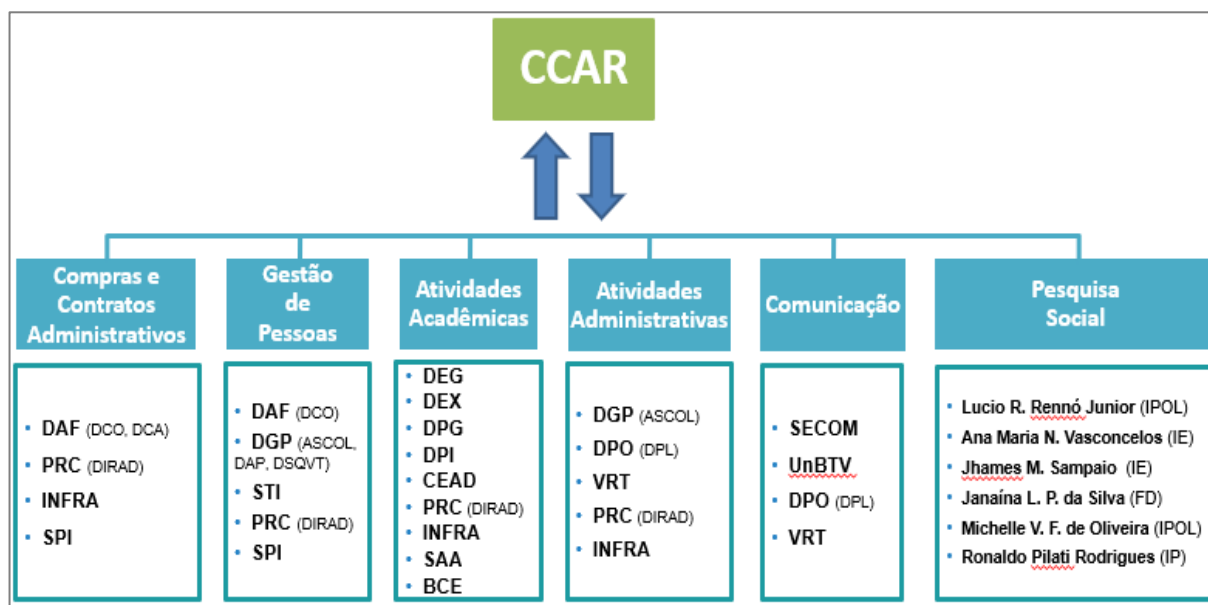 CCAR
Compras e
Contratos
Administrativos
• DAF (DCO, DCA)
• PRC (DIRAD)
• INFRA
• SPI
Gestão
de
Pessoas
• DAF (DCO)
• DGP (ASCOL,
DAP, DSQVT)
• STI
• PRC (DIRAD)
• SPI
Atividades
Acadêmicas
• DEG
• DEX
• DPG
• DPI
• CEAD
• PRC (DIRAD)
• INFRA
• SAA
• BCE
Atividades
Administrativas
• DGP (ASCOL)
• DPO (DPL)
• VRT
• PRC (DIRAD)
• INFRA
Comunicação
• SECOM
• UnBTV
• DPO (DPL)
• VRT
Pesquisa
Social
• Lucio R. Rennó Junior (IPOL)
• Ana Maria N. Vasconcelos (IE)
• Jhames M. Sampaio (IE)
• Janaína L. P. da Silva (FD)
• Michelle V. F. de Oliveira (IPOL)
• Ronaldo Pilati Rodrigues (IP)